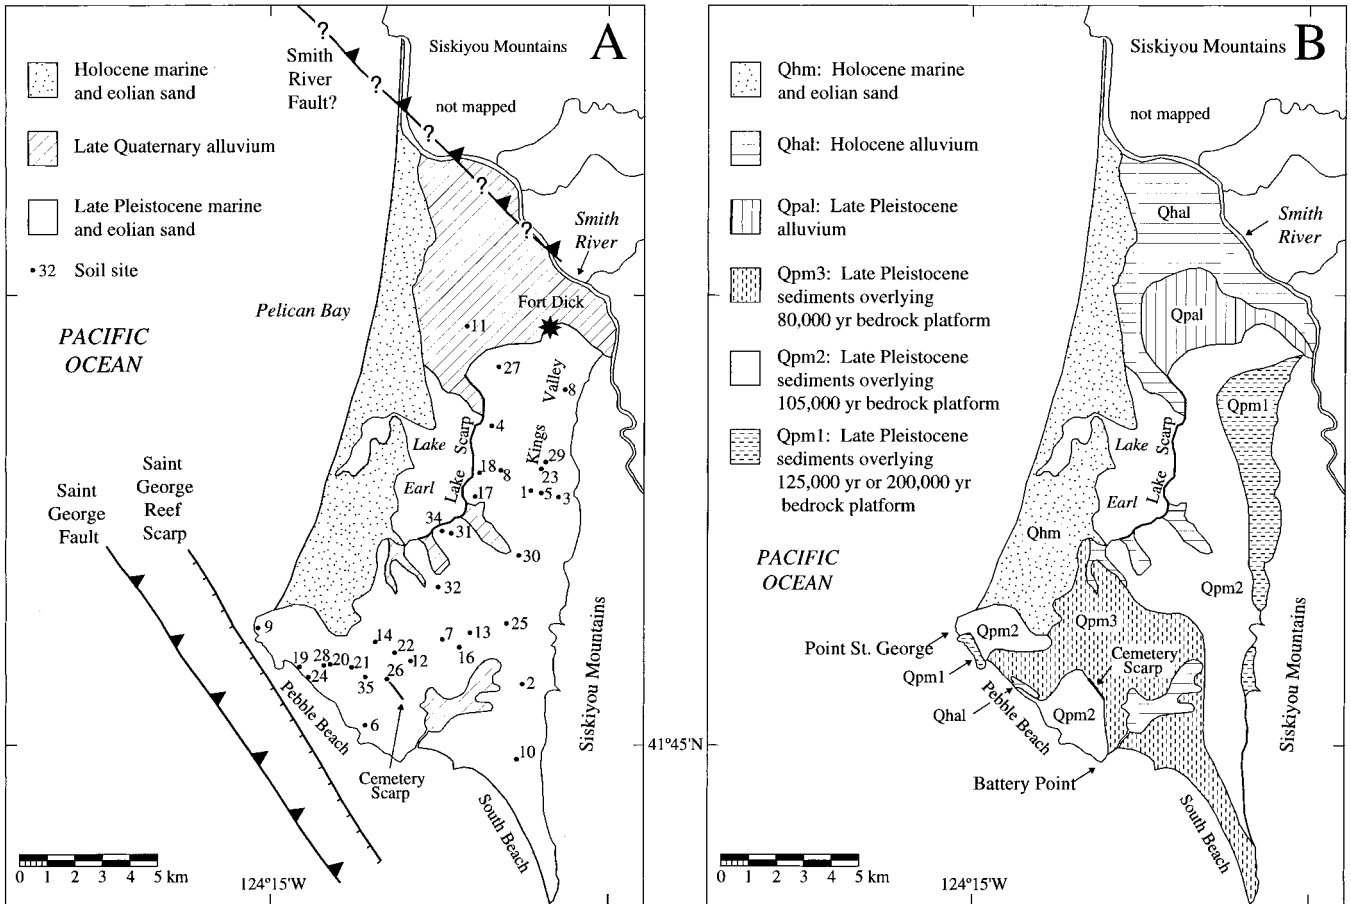 A
Siskiyou Mountains
not mapped
?
?
?
?
?
Smith
River
Fault?
Holocene marine
and eolian sand
Late Quaternary alluvium
Late Pleistocene marine
and eolian sand
32 Soil site
Smith
River
Pelican Bay
PACIFIC
OCEAN
Fort Dick
11
27
8
Kings Valley
4
Lake
Earl
Lake Scarp
18
8
29
23
17
1
5
3
34
31
30
32
Saint
George
Reef
Scarp
Saint
George
Fault
9
14
22
7
13
25
16
19
28
20
21
12
24
35
26
2
6
10
Pebble Beach
Cemetery
Scarp
South Beach
Siskiyou Mountains
0 1 2 3 4 5 km
124°15'W
41°45'N
B
Siskiyou Mountains
not mapped
Qhm: Holocene marine
and eolian sand
Qhal: Holocene alluvium
Qpal: Late Pleistocene
alluvium
Qpm3: Late Pleistocene
sediments overlying
80,000 yr bedrock platform
Qpm2: Late Pleistocene
sediments overlying
105,000 yr bedrock platform
Qpm1: Late Pleistocene
sediments overlying
125,000 yr or 200,000 yr
bedrock platform
Qhal
Smith
River
Qpal
Qpm1
Lake
Earl
Lake Scarp
Qhm
PACIFIC
OCEAN
Qpm2
Qpm3
Qpm2
Point St. George
Qpm1
Cemetery
Scarp
Qhal
Pebble Beach
Qpm2
Battery Point
South Beach
Siskiyou Mountains
0 1 2 3 4 5 km
124°15'W